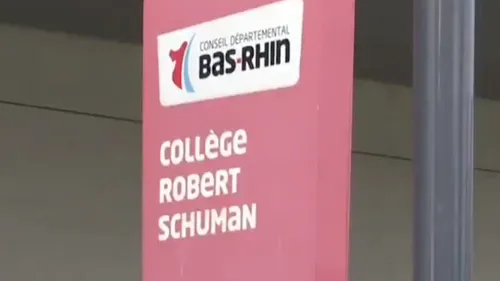 CONSEIL DÉPARTEMENTAL
BAS-RHIN
COLLÈGE
ROBERT
SCHUMAN